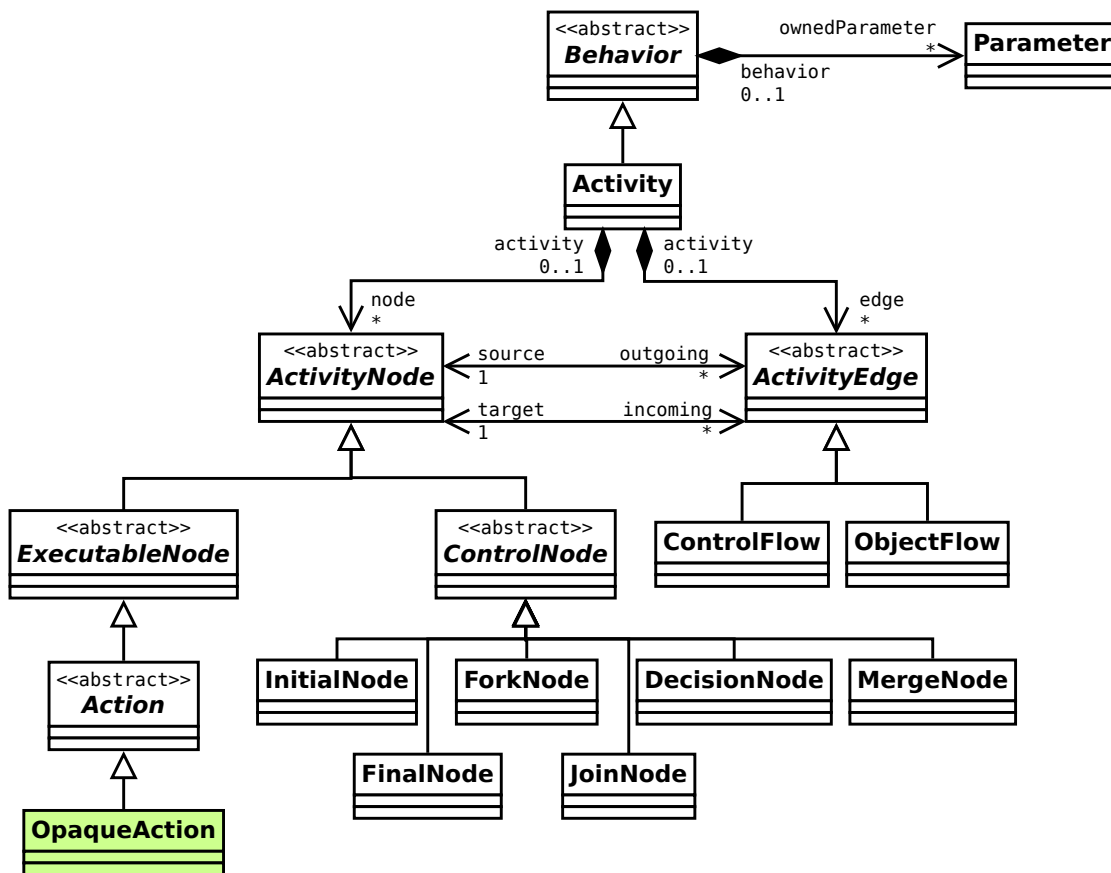 <<abstract>>
Behavior
ownedParameter
*
behavior
0..1
Parameter
Activity
activity
0..1
activity
0..1
node
*
edge
*
<<abstract>>
ActivityNode
source
1
outgoing
*
target
1
incoming
*
<<abstract>>
ActivityEdge
<<abstract>>
ExecutableNode
<<abstract>>
ControlNode
ControlFlow
ObjectFlow
<<abstract>>
Action
InitialNode
ForkNode
DecisionNode
MergeNode
FinalNode
JoinNode
OpaqueAction